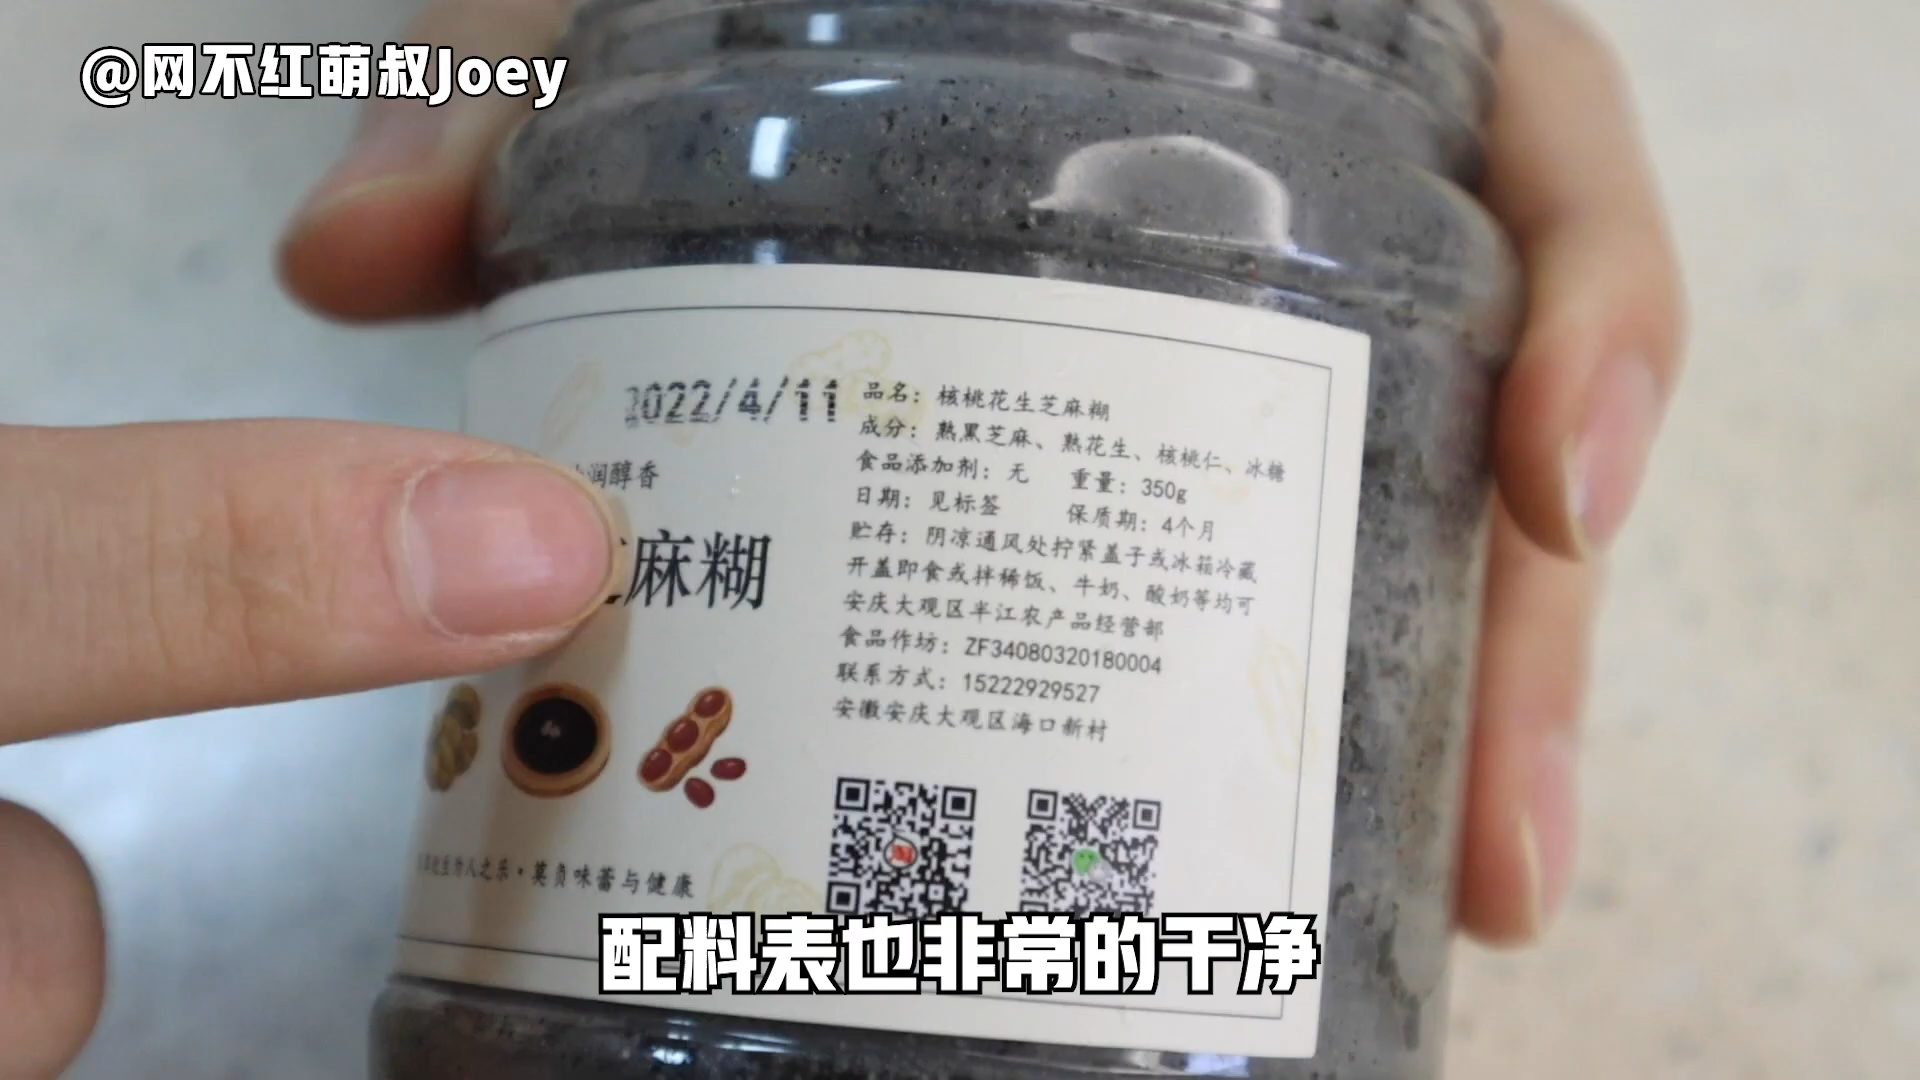 @网不红萌叔Joey
2022/4/11
润醇香
麻糊
品名：核桃花生芝麻糊
成分：熟黑芝麻、熟花生、核桃仁、冰糖
食品添加剂：无 重量：350g
日期：见标签 保质期：4个月
贮存：阴凉通风处拧紧盖子或冰箱冷藏
开盖即食或拌稀饭、牛奶、酸奶等均可
安庆大观区半江农产品经营部
食品作坊：ZF34080320180004
联系方式：15222929527
安徽安庆大观区海口新村
生为人之乐·莫负味蕾与健康
配料表也非常的干净